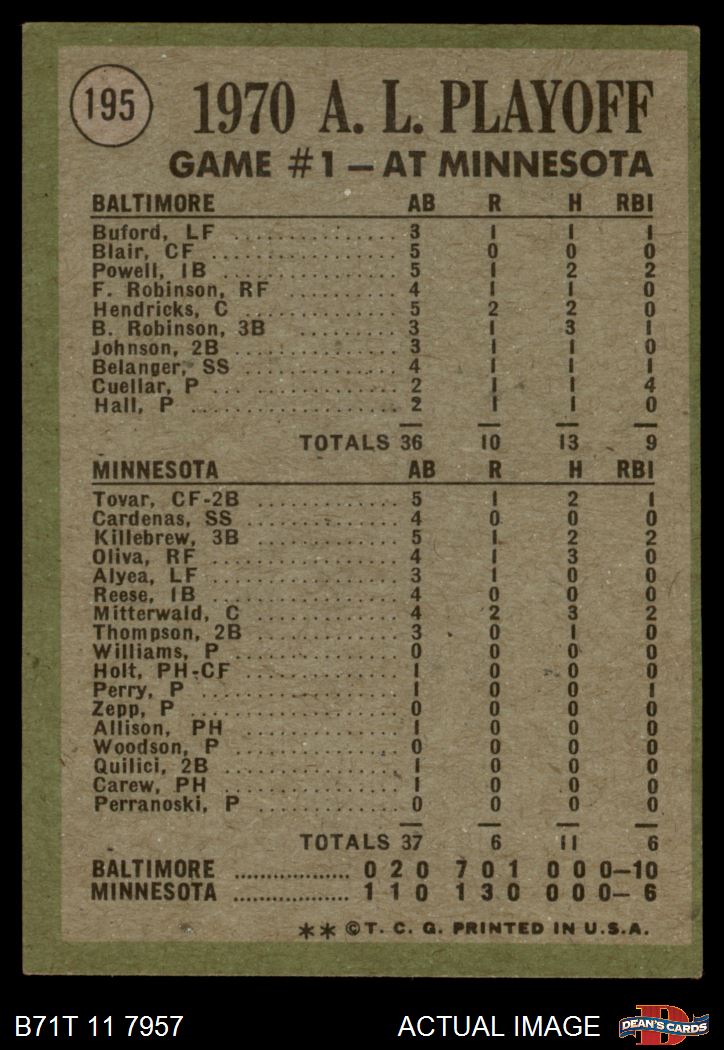 195
1970 A. L. PLAYOFF
GAME #1 – AT MINNESOTA
BALTIMORE AB R H RBI
Buford, LF .............. 3 1 1 1
Blair, CF ................ 5 0 0 0
Powell, 1B .............. 5 1 2 2
F. Robinson, RF ......... 4 1 1 0
Hendricks, C ............ 5 2 2 0
B. Robinson, 3B ........ 3 1 3 1
Johnson, 2B ............ 3 1 1 0
Belanger, SS ............ 4 1 1 1
Cuellar, P ............... 2 1 1 4
Hall, P .................. 2 1 1 0
TOTALS 36 10 13 9
MINNESOTA AB R H RBI
Tovar, CF-2B ............ 5 1 2 1
Cardenas, SS ............ 4 0 0 0
Killebrew, 3B ............ 5 1 2 2
Oliva, RF ................ 4 1 3 0
Alyea, LF ................ 3 1 0 0
Reese, 1B ................ 4 0 0 0
Mitterwald, C ............ 4 2 3 2
Thompson, 2B ............ 3 0 1 0
Williams, P .............. 0 0 0 0
Holt, PH-CF .............. 1 0 0 0
Perry, P .................. 1 0 0 1
Zepp, P .................. 0 0 0 0
Allison, PH .............. 1 0 0 0
Woodson, P .............. 0 0 0 0
Quilici, 2B .............. 1 0 0 0
Carew, PH ................ 1 0 0 0
Perranoski, P ............ 0 0 0 0
TOTALS 37 6 11 6
BALTIMORE .................. 0 2 0 7 0 1 0 0 0–10
MINNESOTA .................. 1 1 0 1 3 0 0 0 0– 6
** © T. C. G. PRINTED IN U.S.A.
B71T 11 7957 ACTUAL IMAGE D DEAN'S CARDS